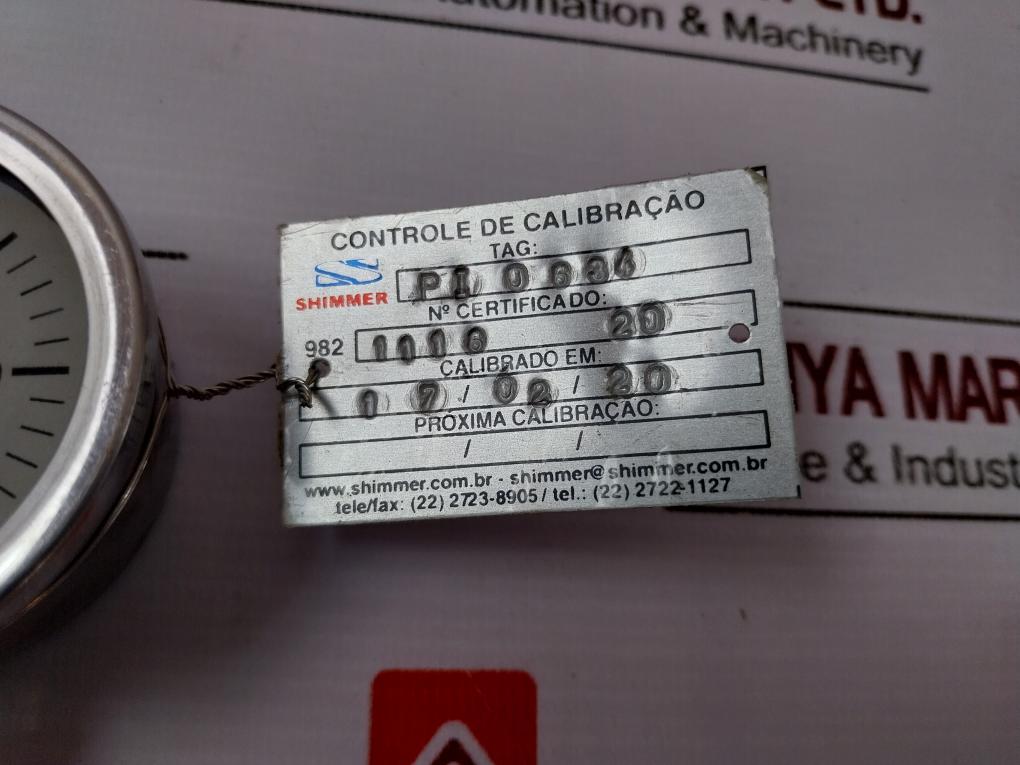 LTD.
Automation & Machinery
CONTROLE DE CALIBRAÇÃO
TAG:
SHIMMER
PI 0634
Nº CERTIFICADO:
982 1116 20
CALIBRADO EM:
17 / 02 / 20
PRÓXIMA CALIBRAÇÃO:
/ /
www.shimmer.com.br - shimmer@shimmer.com.br
tele/fax: (22) 2723-8905 / tel.: (22) 2722-1127
YA MAR
e & Indust